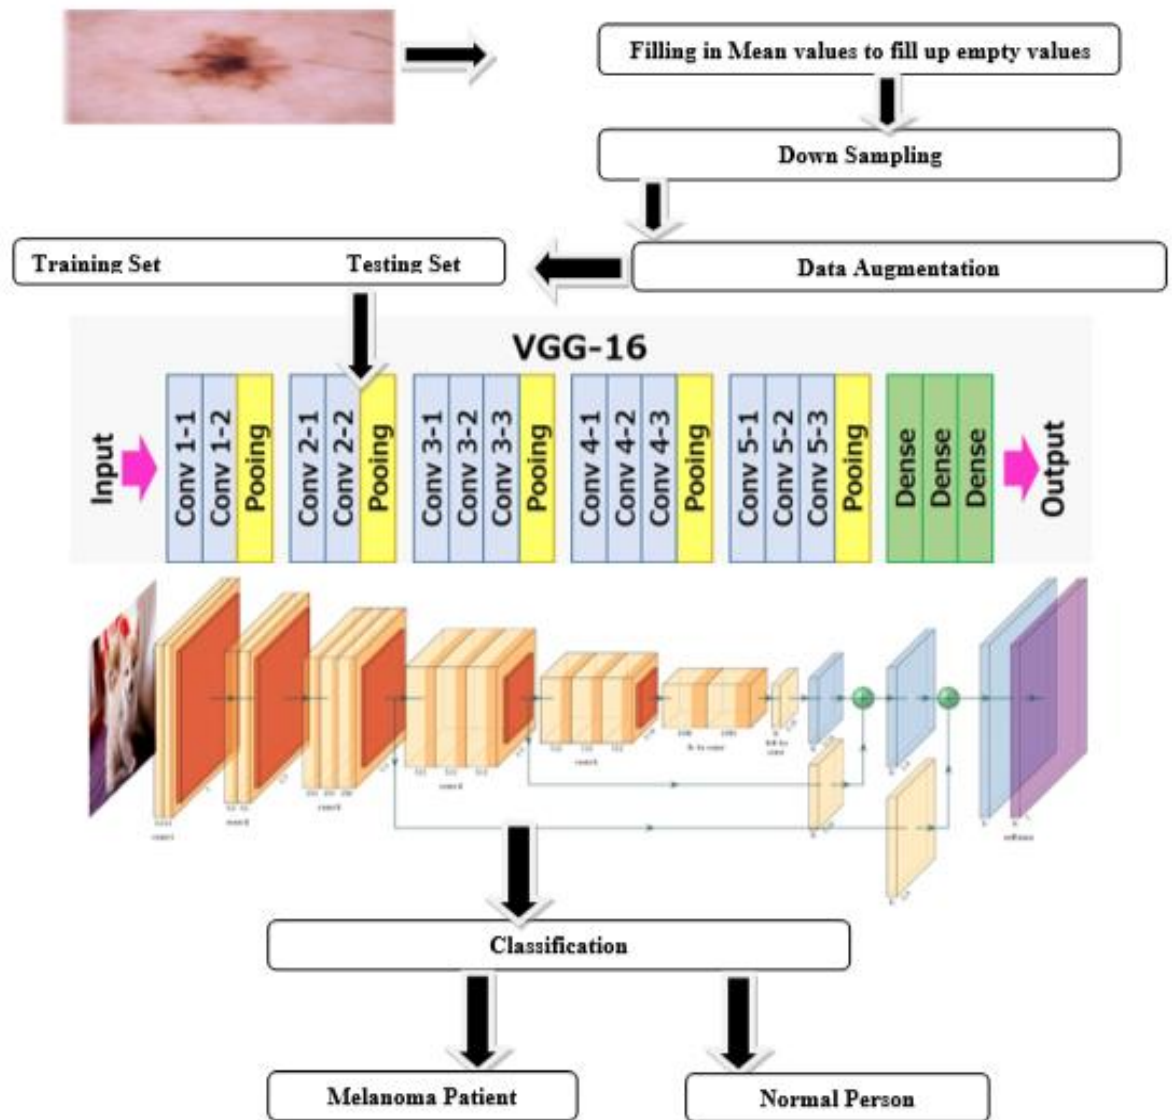 Filling in Mean values to fill up empty values
Down Sampling
Training Set Testing Set
Data Augmentation
VGG-16
Input
Conv 1-1
Conv 1-2
Pooing
Conv 2-1
Conv 2-2
Pooing
Conv 3-1
Conv 3-2
Conv 3-3
Pooing
Conv 4-1
Conv 4-2
Conv 4-3
Pooing
Conv 5-1
Conv 5-2
Conv 5-3
Pooing
Dense
Dense
Dense
Output
Classification
Melanoma Patient
Normal Person